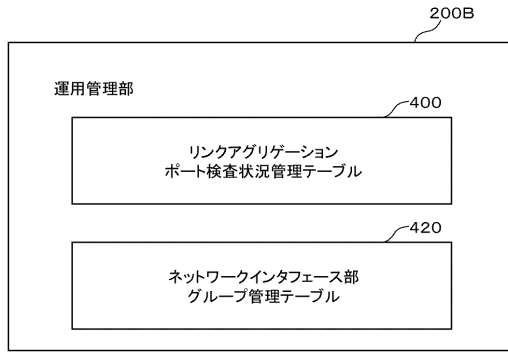 200B
運用管理部
400
リンクアグリゲーション
ポート検査状況管理テーブル
420
ネットワークインタフェース部
グループ管理テーブル